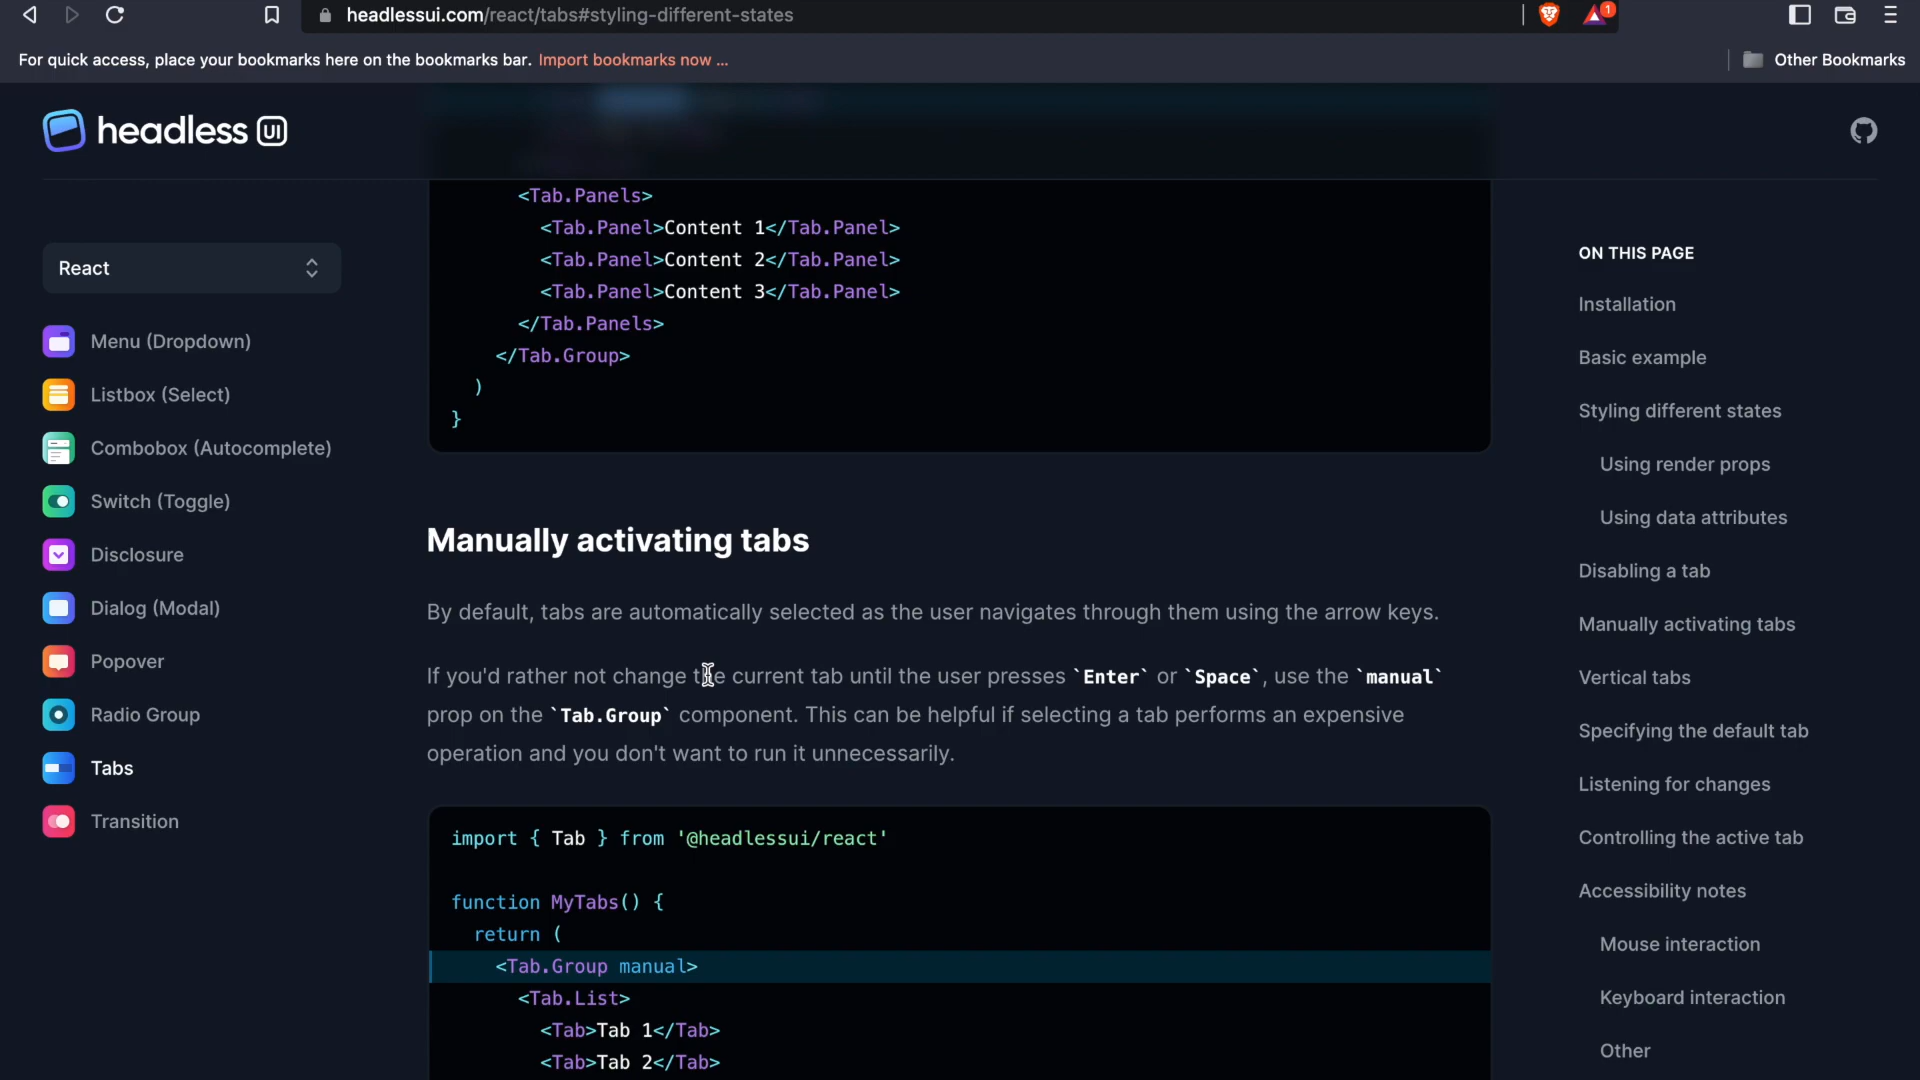 headlessui.com/react/tabs#styling-different-states
1
For quick access, place your bookmarks here on the bookmarks bar. Import bookmarks now ...
Other Bookmarks
headless UI
React
Menu (Dropdown)
Listbox (Select)
Combobox (Autocomplete)
Switch (Toggle)
Disclosure
Dialog (Modal)
Popover
Radio Group
Tabs
Transition
<Tab.Panels>
<Tab.Panel>Content 1</Tab.Panel>
<Tab.Panel>Content 2</Tab.Panel>
<Tab.Panel>Content 3</Tab.Panel>
</Tab.Panels>
</Tab.Group>
)
}
Manually activating tabs
By default, tabs are automatically selected as the user navigates through them using the arrow keys.
If you'd rather not change the current tab until the user presses `Enter` or `Space`, use the `manual`
prop on the `Tab.Group` component. This can be helpful if selecting a tab performs an expensive
operation and you don't want to run it unnecessarily.
import { Tab } from '@headlessui/react'
function MyTabs() {
return (
<Tab.Group manual>
<Tab.List>
<Tab>Tab 1</Tab>
<Tab>Tab 2</Tab>
ON THIS PAGE
Installation
Basic example
Styling different states
Using render props
Using data attributes
Disabling a tab
Manually activating tabs
Vertical tabs
Specifying the default tab
Listening for changes
Controlling the active tab
Accessibility notes
Mouse interaction
Keyboard interaction
Other